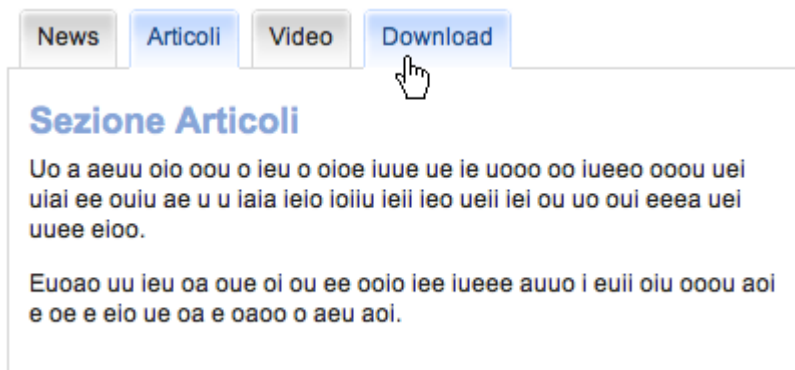 News Articoli Video Download
Sezione Articoli
Uo a aeuu oio oou o ieu o oioe iuue ue ie uooo oo iueeo ooou uei
uiai ee ouiu ae u u iaia ieio ioiiu ieii ieo ueii iei ou uo oui eeea uei
uuee eioo.
Euoao uu ieu oa oue oi ou ee ooio iee iueee auuo i euii oiu ooou aoi
e oe e eio ue oa e oaoo o aeu aoi.